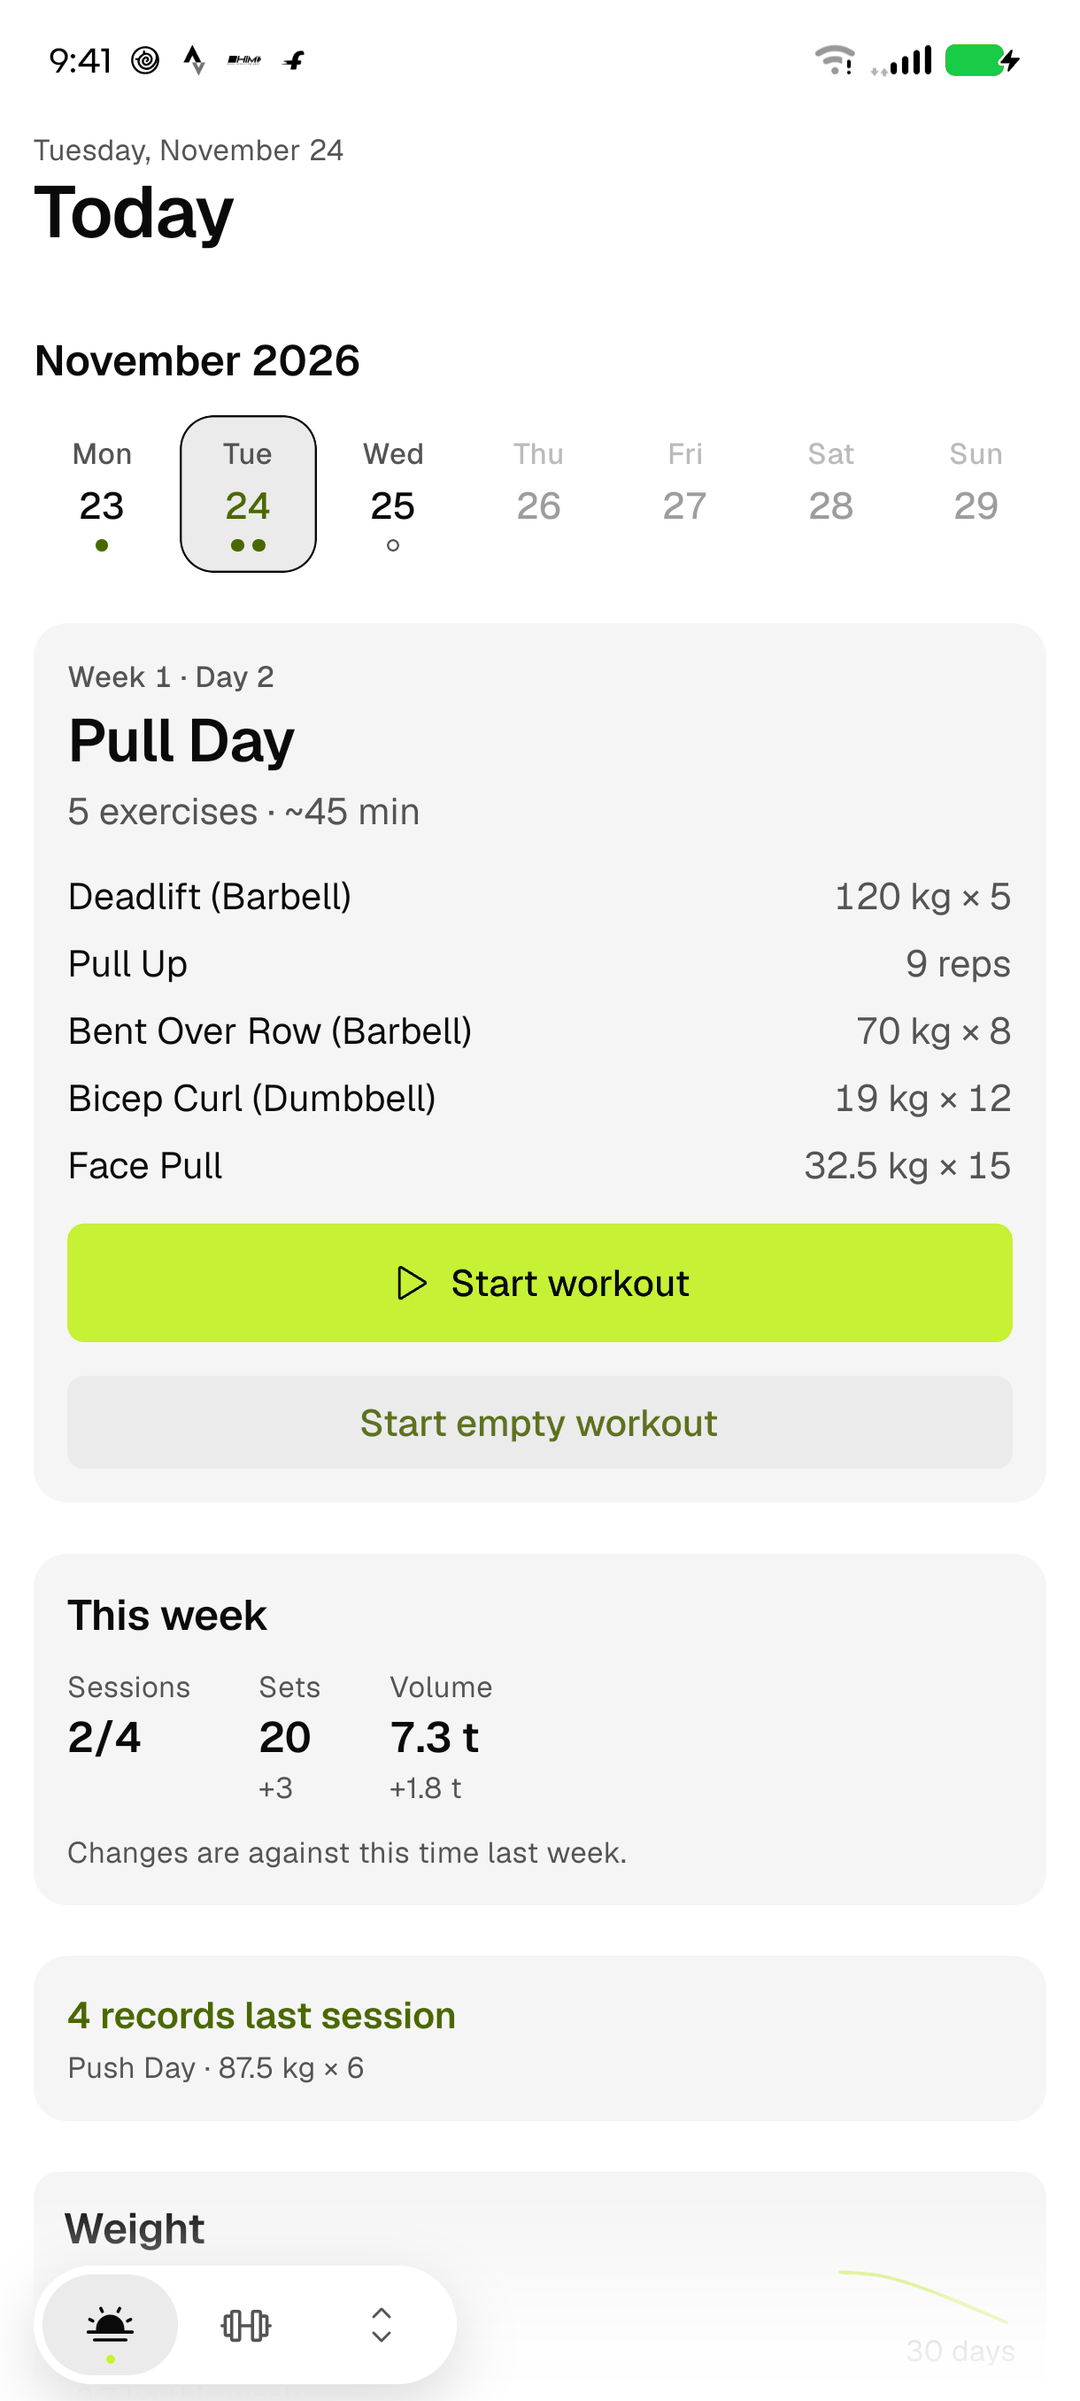 9:41
Tuesday, November 24
Today
November 2026
Mon Tue Wed Thu Fri Sat Sun
23 24 25 26 27 28 29
Week 1 · Day 2
Pull Day
5 exercises · ~45 min
Deadlift (Barbell) 120 kg × 5
Pull Up 9 reps
Bent Over Row (Barbell) 70 kg × 8
Bicep Curl (Dumbbell) 19 kg × 12
Face Pull 32.5 kg × 15
Start workout
Start empty workout
This week
Sessions Sets Volume
2/4 20 7.3 t
+3 +1.8 t
Changes are against this time last week.
4 records last session
Push Day · 87.5 kg × 6
Weight
30 days